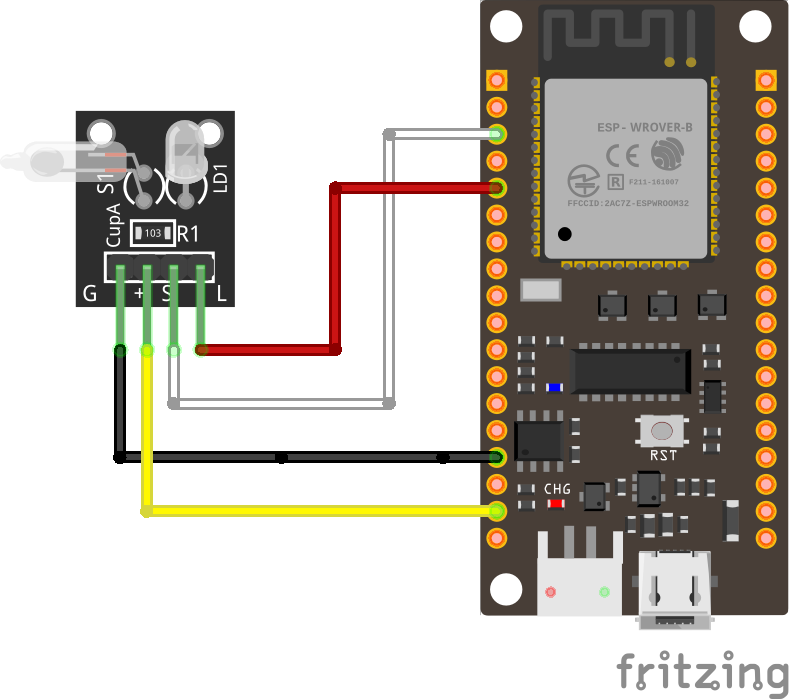 S1
LD1
CupA
103
R1
G
+
S
L
ESP - WROVER-B
CE
R
F211-161007
FFCCID:2AC7Z-ESPWROOM32
RST
CHG
fritzing